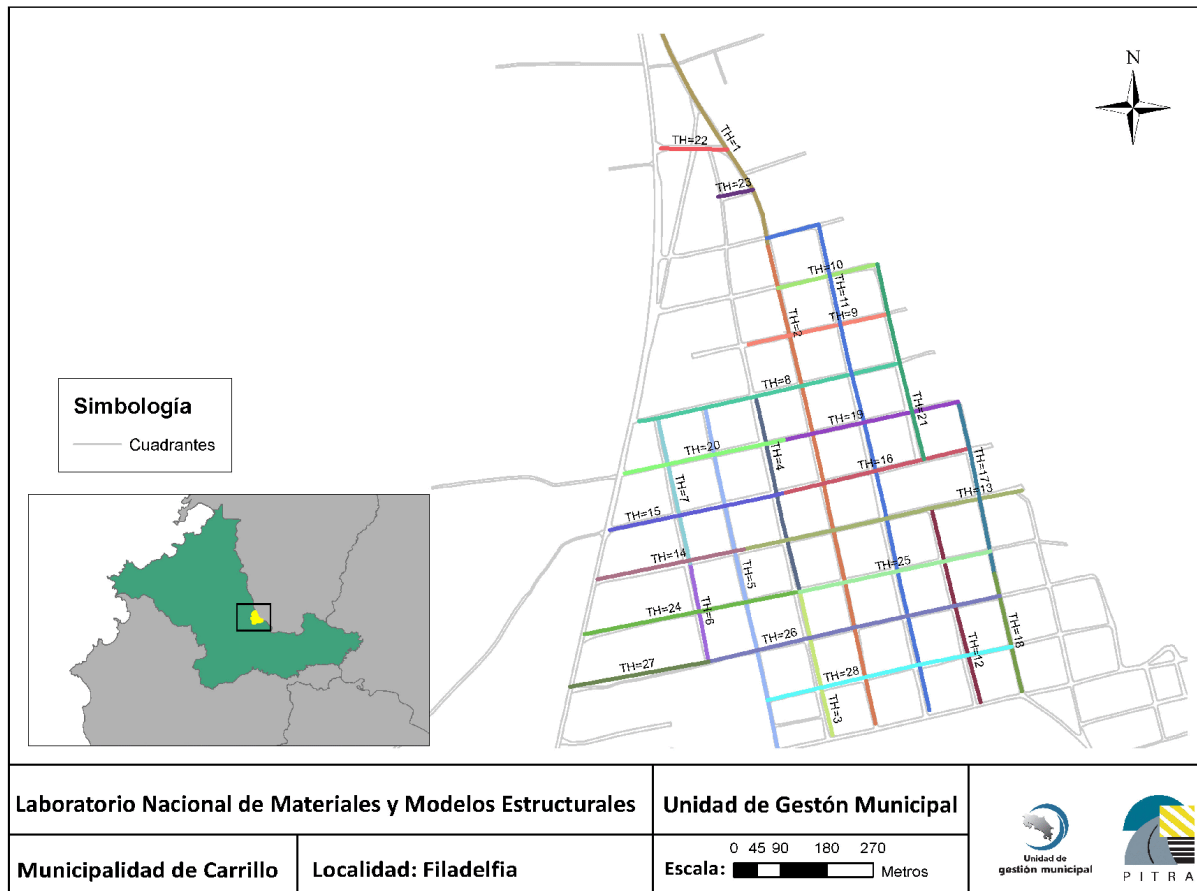 N
TH=1
TH=22
TH=23
TH=10
TH=11
TH=9
TH=2
TH=8
TH=21
TH=19
TH=20
TH=4
TH=16
TH=7
TH=17
TH=13
TH=15
TH=14
TH=25
TH=5
TH=24
TH=6
TH=26
TH=18
TH=12
TH=27
TH=28
TH=3
Simbología
Cuadrantes
Laboratorio Nacional de Materiales y Modelos Estructurales
Unidad de Gestón Municipal
Municipalidad de Carrillo
Localidad: Filadelfia
Escala:
0 45 90 180 270
Metros
Unidad de
gestión municipal
PITRA